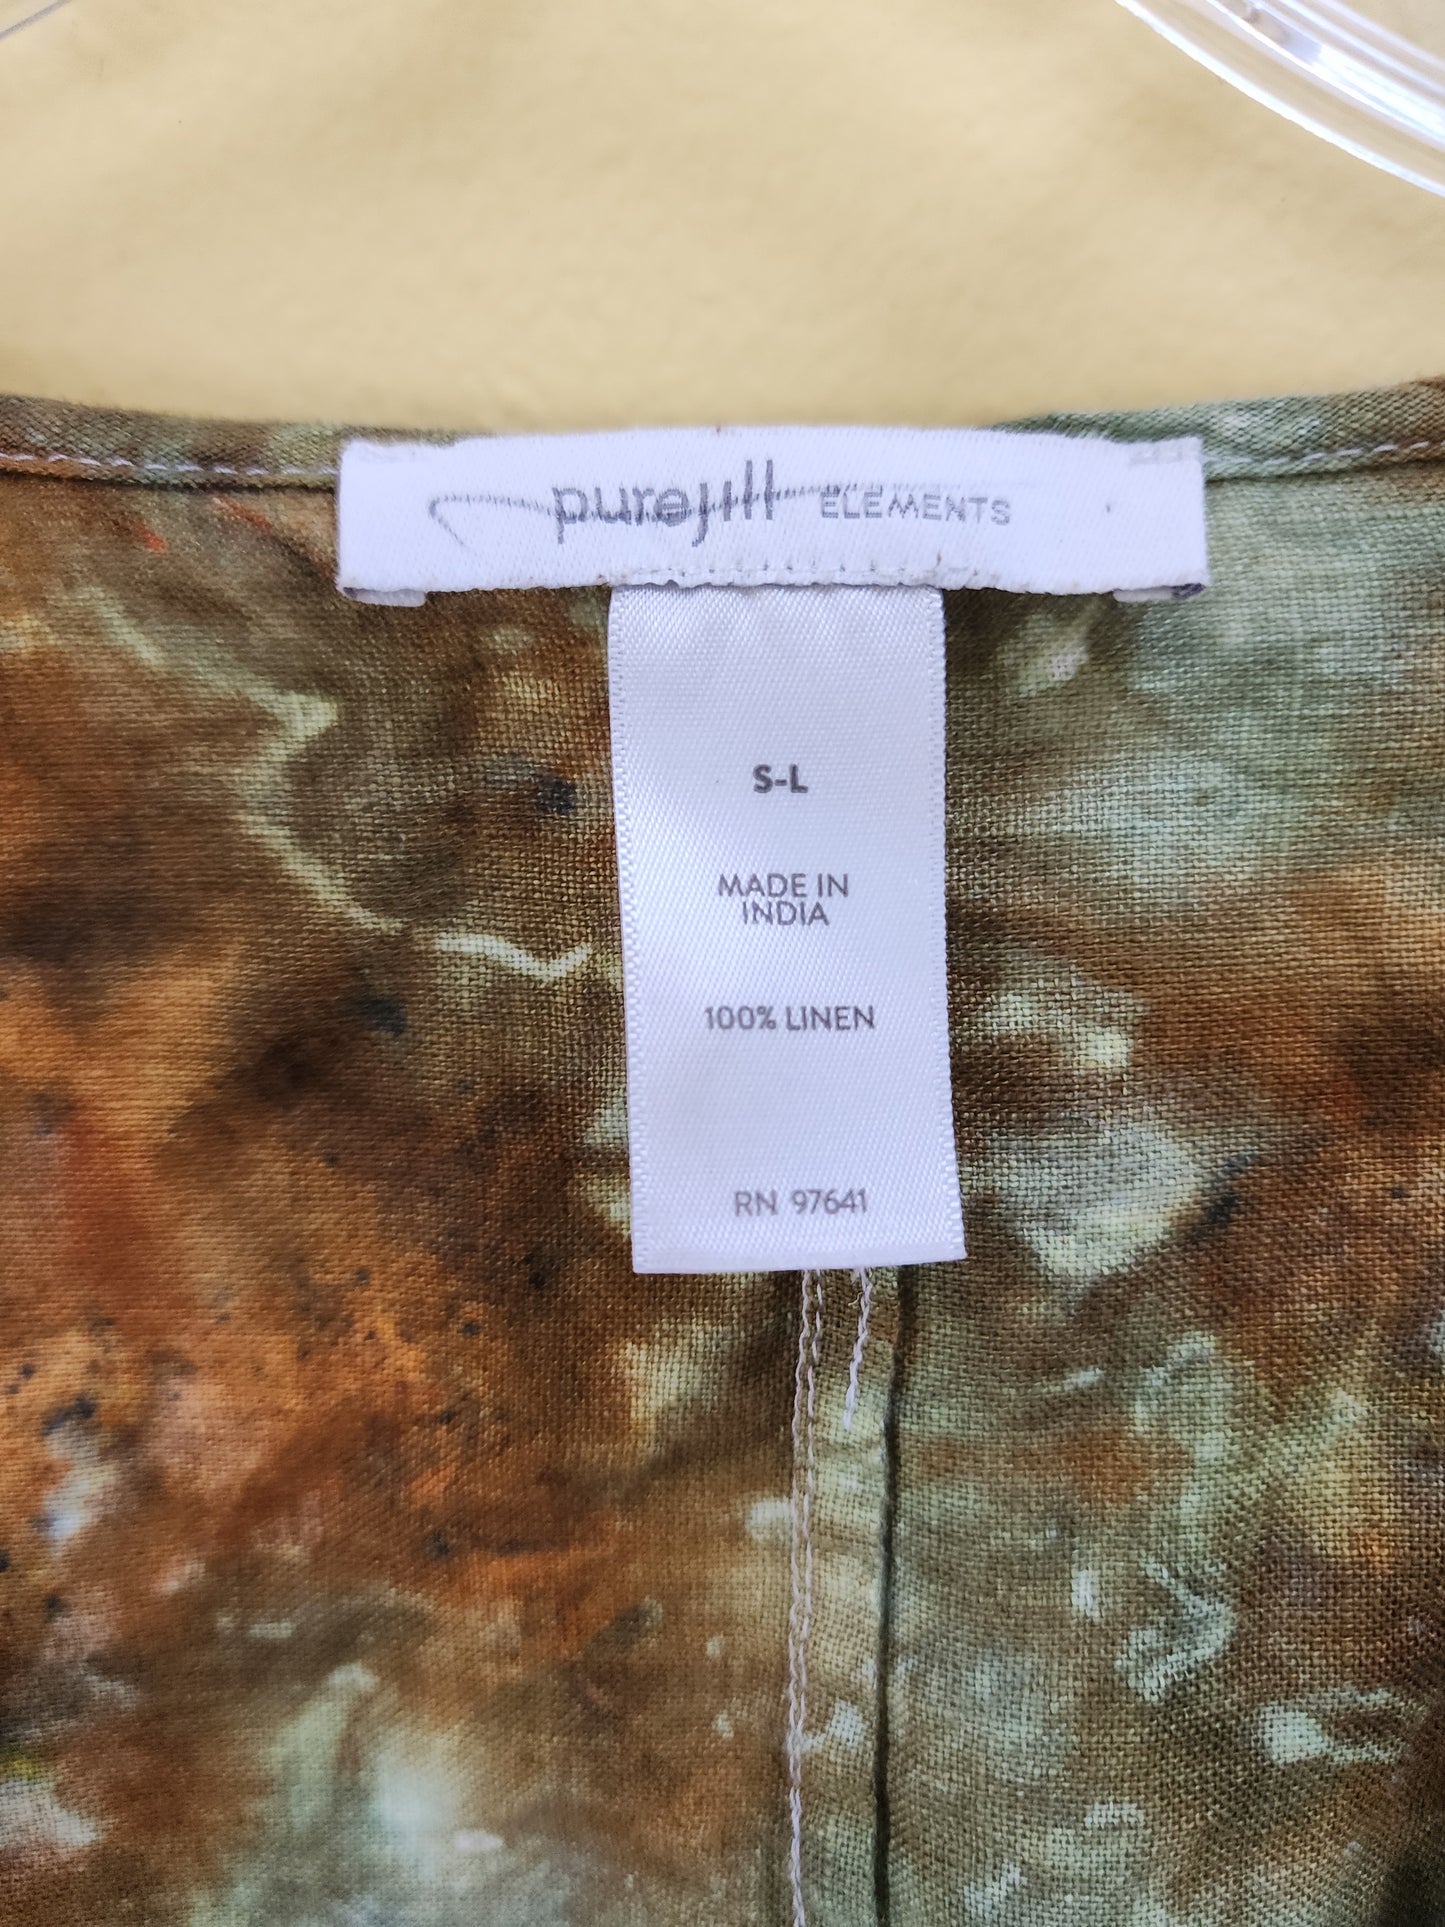 purejill ELEMENTS
S-L
MADE IN
INDIA
100% LINEN
RN 97641